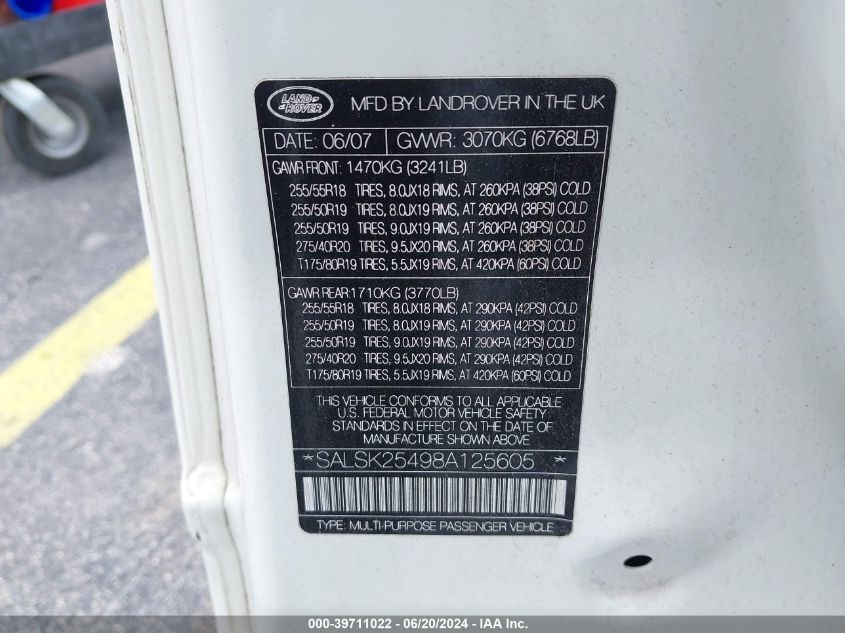 LAND-
ROVER
MFD BY LANDROVER IN THE UK
DATE: 06/07 GVWR: 3070KG (6768LB)
GAWR FRONT: 1470KG (3241LB)
255/55R18 TIRES, 8.0JX18 RIMS, AT 260KPA (38PSI) COLD
255/50R19 TIRES, 8.0JX19 RIMS, AT 260KPA (38PSI) COLD
255/50R19 TIRES, 9.0JX19 RIMS, AT 260KPA (38PSI) COLD
275/40R20 TIRES, 9.5JX20 RIMS, AT 260KPA (38PSI) COLD
T175/80R19 TIRES, 5.5JX19 RIMS, AT 420KPA (60PSI) COLD
GAWR REAR:1710KG (3770LB)
255/55R18 TIRES, 8.0JX18 RIMS, AT 290KPA (42PSI) COLD
255/50R19 TIRES, 8.0JX19 RIMS, AT 290KPA (42PSI) COLD
255/50R19 TIRES, 9.0JX19 RIMS, AT 290KPA (42PSI) COLD
275/40R20 TIRES, 9.5JX20 RIMS, AT 290KPA (42PSI) COLD
T175/80R19 TIRES, 5.5JX19 RIMS, AT 420KPA (60PSI) COLD
THIS VEHICLE CONFORMS TO ALL APPLICABLE
U.S. FEDERAL MOTOR VEHICLE SAFETY
STANDARDS IN EFFECT ON THE DATE OF
MANUFACTURE SHOWN ABOVE
*SALSK25498A125605 *
TYPE: MULTI-PURPOSE PASSENGER VEHICLE
000-39711022 - 06/20/2024 - IAA Inc.